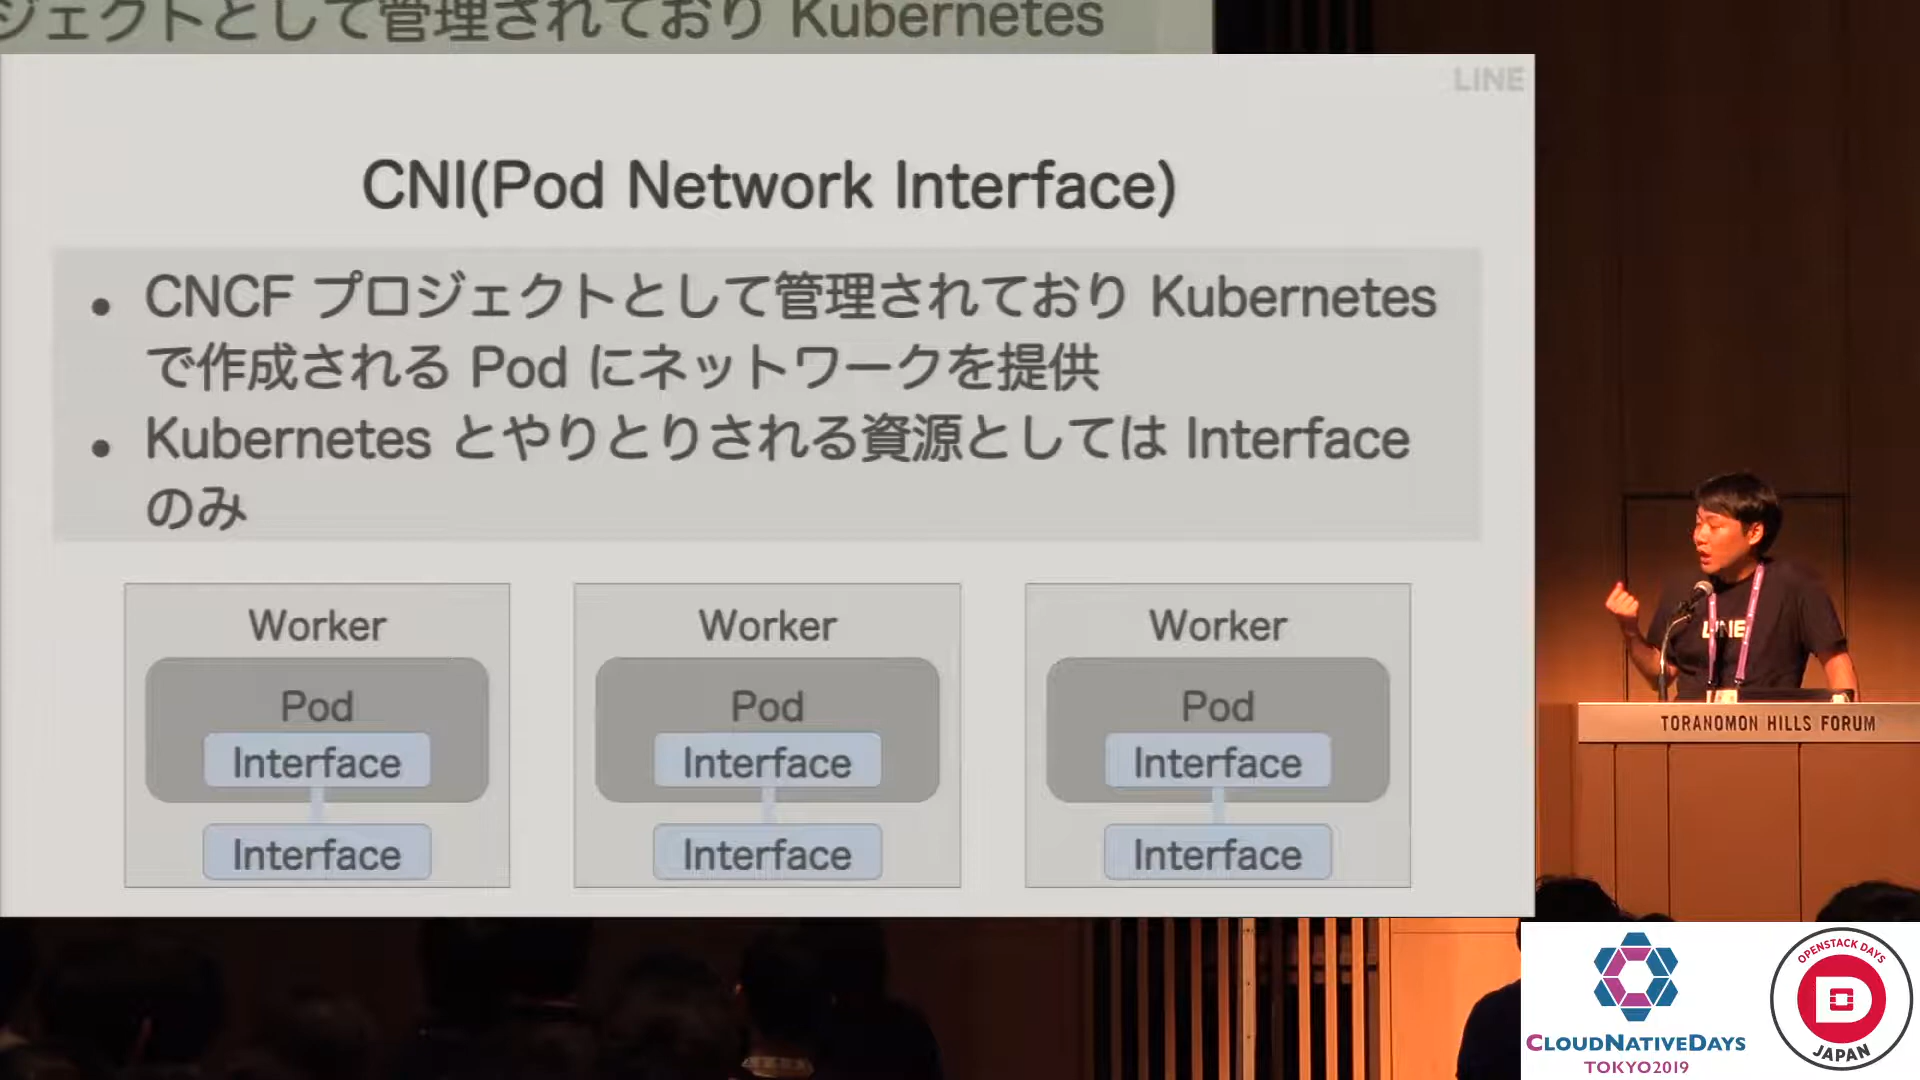 ジェクトとして管理されており Kubernetes
LINE
CNI(Pod Network Interface)
• CNCF プロジェクトとして管理されており Kubernetes
で作成される Pod にネットワークを提供
• Kubernetes とやりとりされる資源としては Interface
のみ
Worker
Pod
Interface
Interface
Worker
Pod
Interface
Interface
Worker
Pod
Interface
Interface
LINE
TORANOMON HILLS FORUM
CLOUDNATIVEDAYS
TOKYO2019
OPENSTACK DAYS
JAPAN